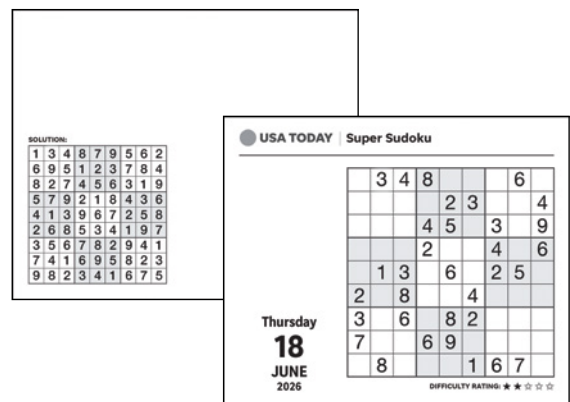 SOLUTION:
1 3 4 8 7 9 5 6 2
6 9 5 1 2 3 7 8 4
8 2 7 4 5 6 3 1 9
5 7 9 2 1 8 4 3 6
4 1 3 9 6 7 2 5 8
2 6 8 5 3 4 1 9 7
3 5 6 7 8 2 9 4 1
7 4 1 6 9 5 8 2 3
9 8 2 3 4 1 6 7 5
USA TODAY | Super Sudoku
3 4 8 6
2 3 4
4 5 3 9
2 4 6
1 3 6 2 5
2 8 4
3 6 8 2
7 6 9
8 1 6 7
Thursday
18
JUNE
2026
DIFFICULTY RATING: ★★☆☆☆